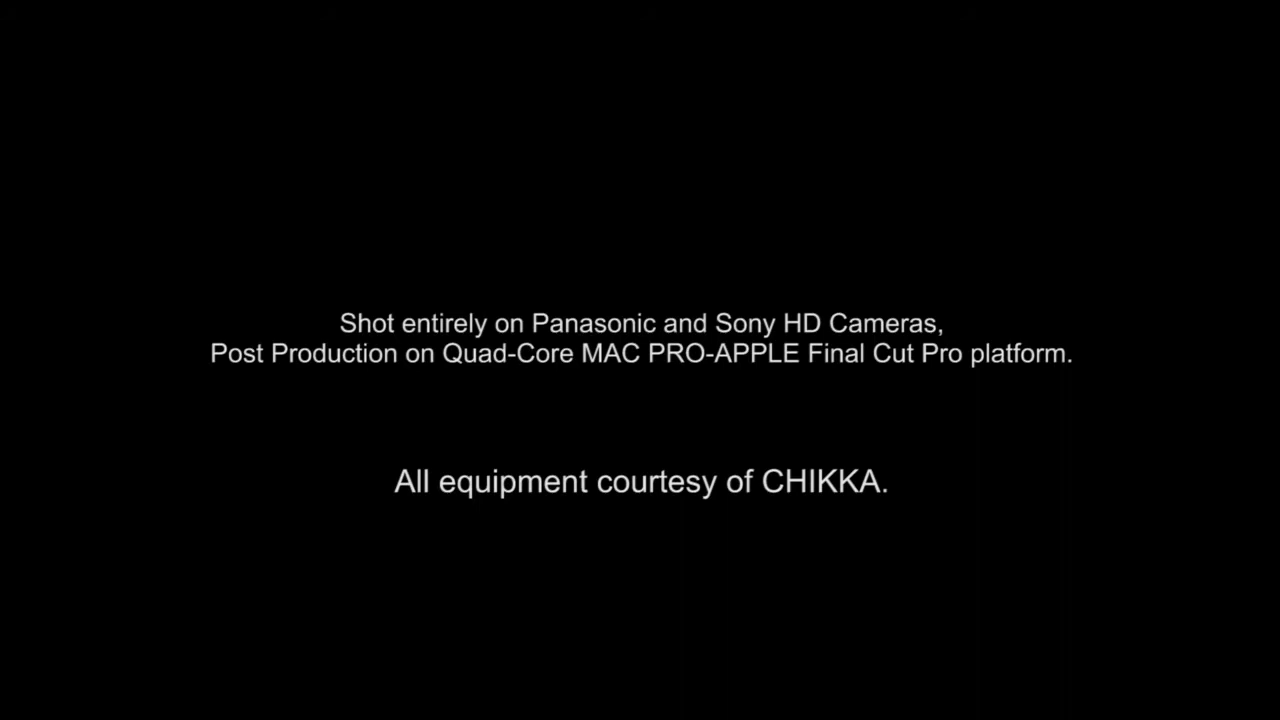 Shot entirely on Panasonic and Sony HD Cameras,
Post Production on Quad-Core MAC PRO-APPLE Final Cut Pro platform.
All equipment courtesy of CHIKKA.